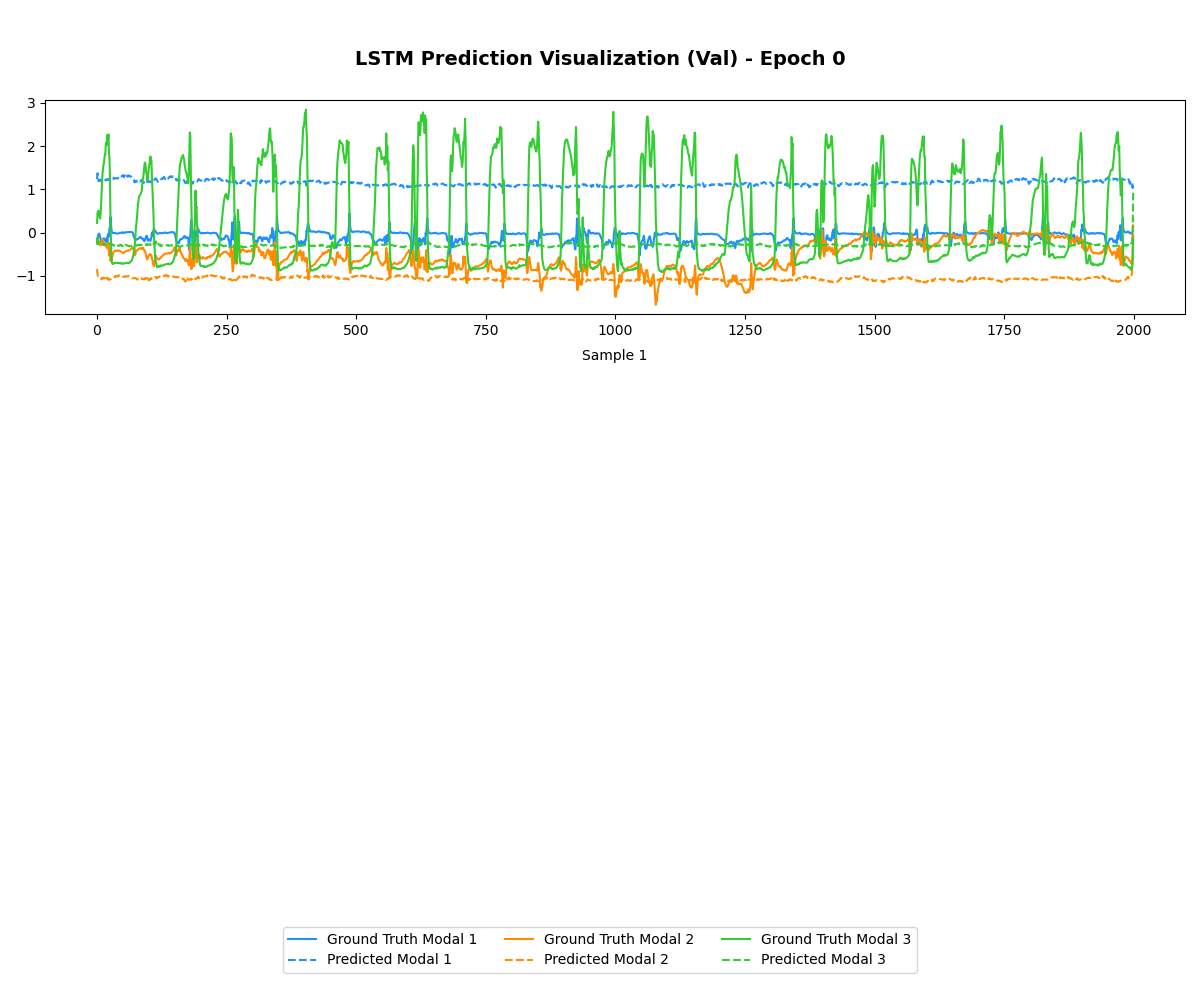 LSTM Prediction Visualization (Val) - Epoch 0
3
2
1
0
−1
0 250 500 750 1000 1250 1500 1750 2000
Sample 1
Ground Truth Modal 1 Ground Truth Modal 2 Ground Truth Modal 3
Predicted Modal 1 Predicted Modal 2 Predicted Modal 3